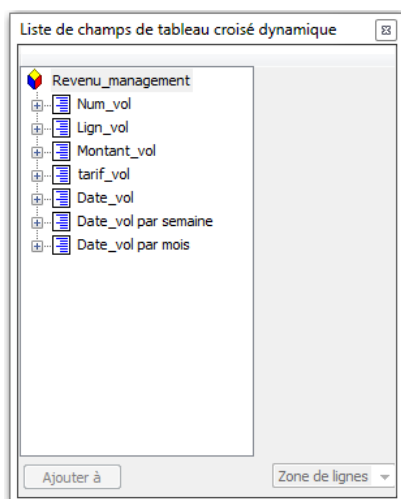 Liste de champs de tableau croisé dynamique
Revenu_management
Num_vol
Lign_vol
Montant_vol
tarif_vol
Date_vol
Date_vol par semaine
Date_vol par mois
Ajouter à
Zone de lignes